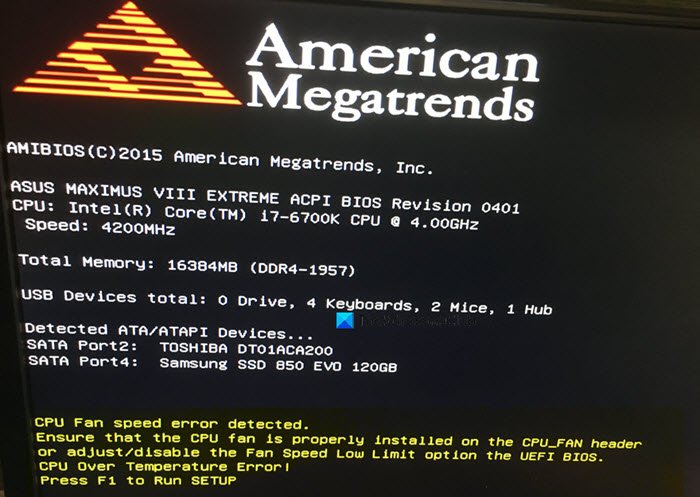 American
Megatrends
AMIBIOS(C)2015 American Megatrends, Inc.
ASUS MAXIMUS VIII EXTREME ACPI BIOS Revision 0401
CPU: Intel(R) Core(TM) i7-6700K CPU @ 4.00GHz
Speed: 4200MHz
Total Memory: 16384MB (DDR4-1957)
USB Devices total: 0 Drive, 4 Keyboards, 2 Mice, 1 Hub
Detected ATA/ATAPI Devices...
SATA Port2: TOSHIBA DT01ACA200
SATA Port4: Samsung SSD 850 EVO 120GB
CPU Fan speed error detected.
Ensure that the CPU fan is properly installed on the CPU_FAN header
or adjust/disable the Fan Speed Low Limit option the UEFI BIOS.
CPU Over Temperature Error!
Press F1 to Run SETUP